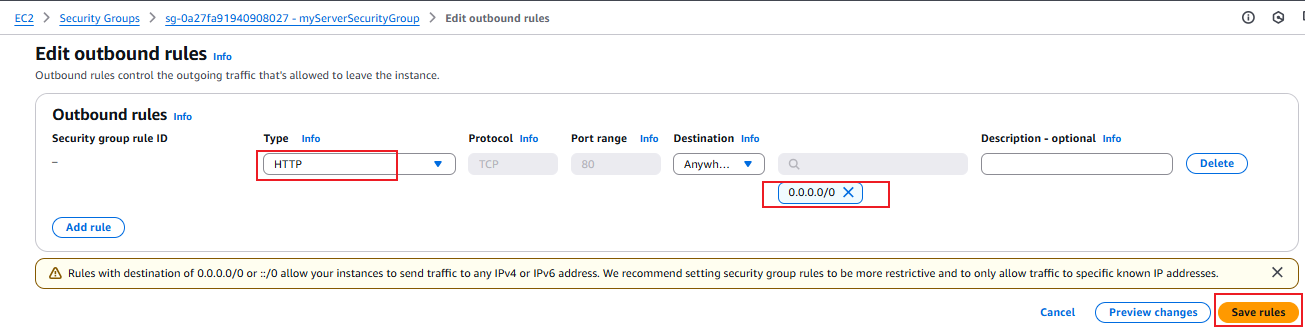 EC2 > Security Groups > sg-0a27fa91940908027 - myServerSecurityGroup > Edit outbound rules
Edit outbound rules Info
Outbound rules control the outgoing traffic that's allowed to leave the instance.
Outbound rules Info
Security group rule ID Type Info Protocol Info Port range Info Destination Info Description - optional Info
– HTTP TCP 80 Anywh... Delete
0.0.0.0/0
Add rule
Rules with destination of 0.0.0.0/0 or ::/0 allow your instances to send traffic to any IPv4 or IPv6 address. We recommend setting security group rules to be more restrictive and to only allow traffic to specific known IP addresses.
Cancel Preview changes Save rules